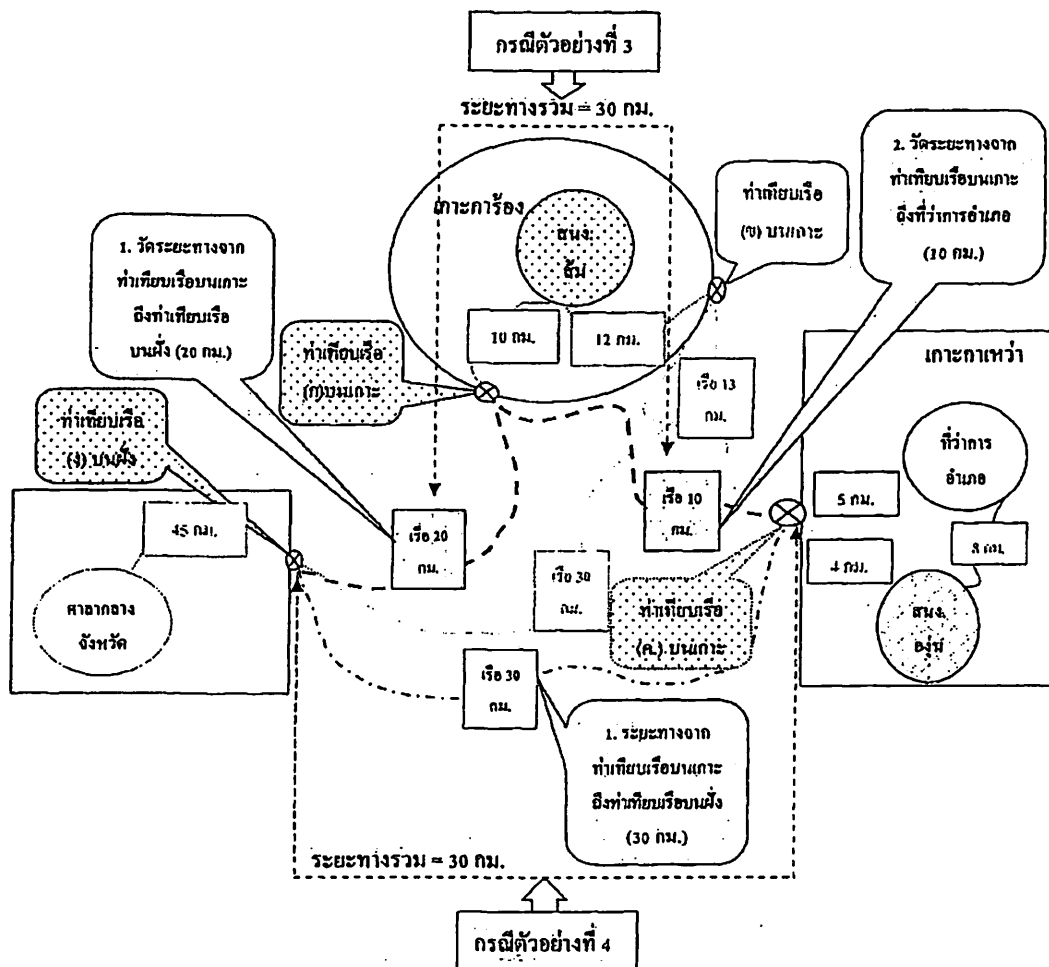 กรณีตัวอย่างที่ 3
ระยะทางรวม = 30 กม.
2. วัดระยะทางจาก
ท่าเทียบเรือบนเกาะ
ถึงที่ว่าการอำเภอ
(10 กม.)
ท่าเทียบเรือ
(ข) บนเกาะ
เกาะการ้อง
สนง.
ส้ม
1. วัดระยะทางจาก
ท่าเทียบเรือบนเกาะ
ถึงท่าเทียบเรือ
บนฝั่ง (20 กม.)
10 กม.
12 กม.
ท่าเทียบเรือ
(ก)บนเกาะ
เรือ 13
กม.
เกาะกาเหว่า
ท่าเทียบเรือ
(ง) บนฝั่ง
ที่ว่าการ
อำเภอ
45 กม.
เรือ 20
กม.
เรือ 10
กม.
5 กม.
4 กม.
8 กม.
เรือ 30
กม.
ท่าเทียบเรือ
(ค.) บนเกาะ
สนง.
องุ่น
ศาลากลาง
จังหวัด
เรือ 30
กม.
1. ระยะทางจาก
ท่าเทียบเรือบนเกาะ
ถึงท่าเทียบเรือบนฝั่ง
(30 กม.)
ระยะทางรวม = 30 กม.
กรณีตัวอย่างที่ 4